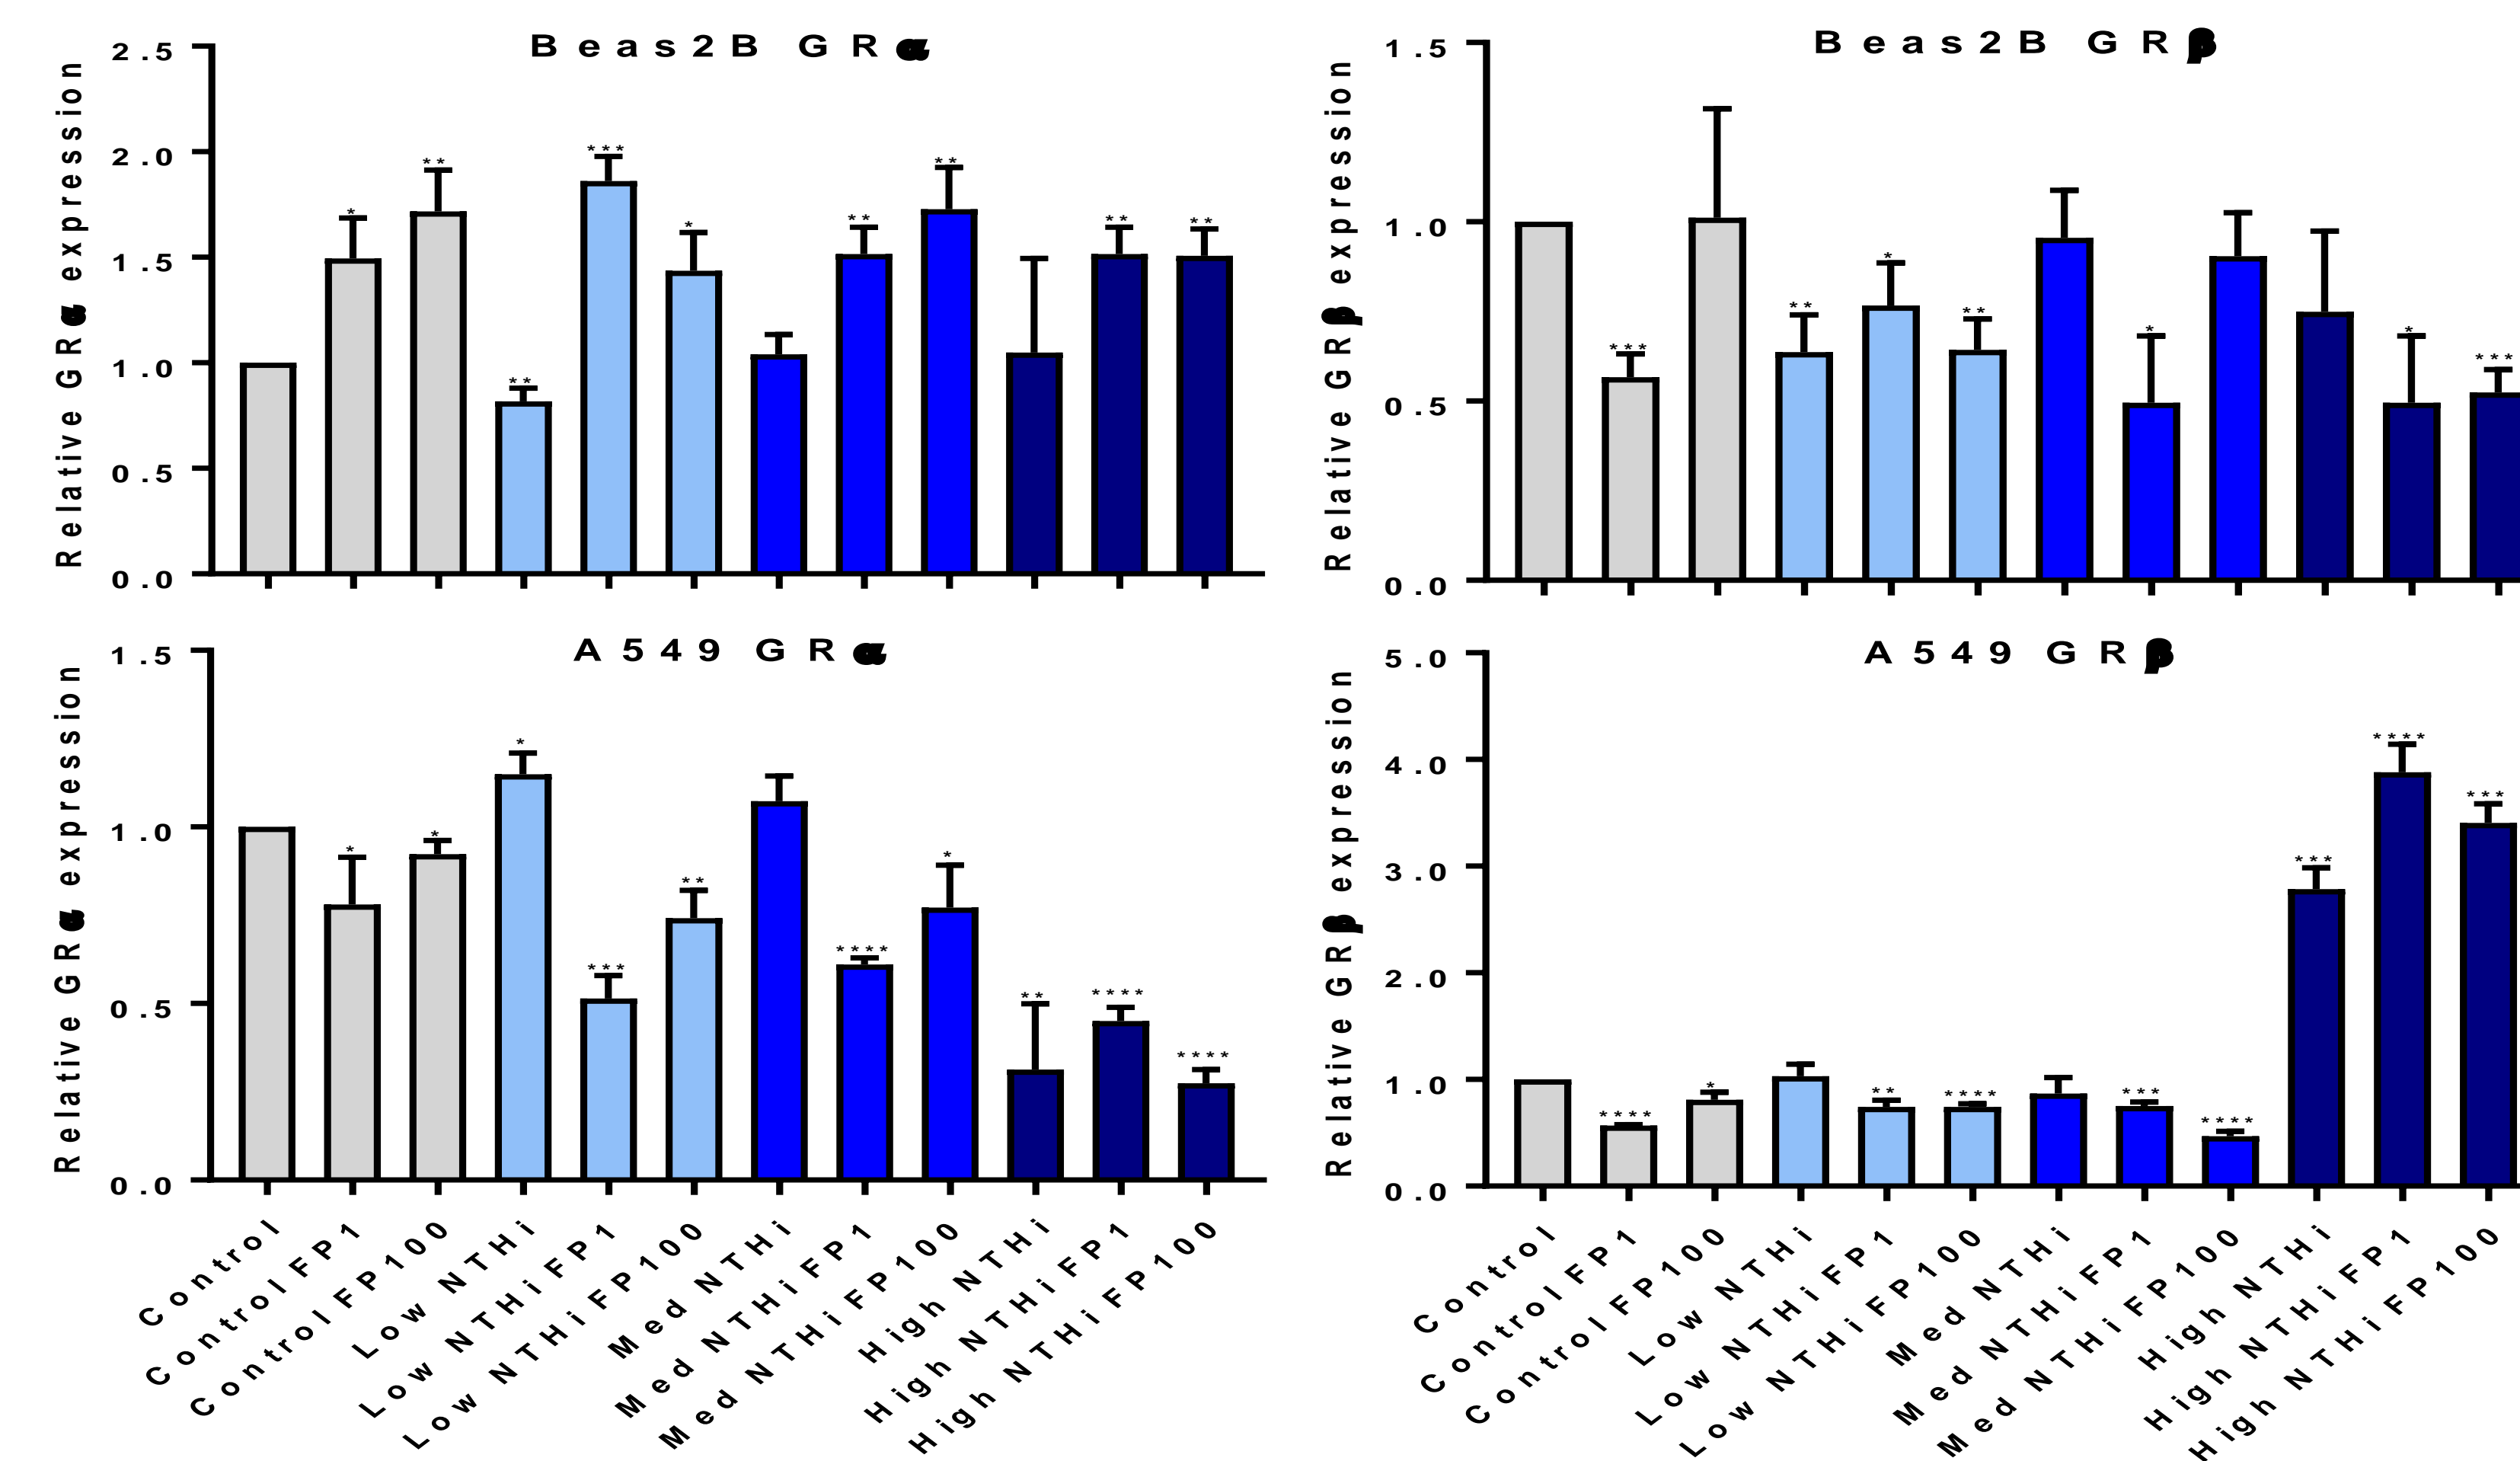 Beas2B GRα
Relative GRα expression
2.5
2.0
1.5
1.0
0.5
0.0
*
**
**
***
*
**
**
**
**
Beas2B GRβ
Relative GRβ expression
1.5
1.0
0.5
0.0
***
**
*
**
*
*
***
A549 GRα
Relative GRα expression
1.5
1.0
0.5
0.0
*
*
*
***
**
****
*
**
****
****
Control
Control FP1
Control FP100
Low NTHi
Low NTHi FP1
Low NTHi FP100
Med NTHi
Med NTHi FP1
Med NTHi FP100
High NTHi
High NTHi FP1
High NTHi FP100
A549 GRβ
Relative GRβ expression
5.0
4.0
3.0
2.0
1.0
0.0
****
*
**
****
***
****
***
****
***
Control
Control FP1
Control FP100
Low NTHi
Low NTHi FP1
Low NTHi FP100
Med NTHi
Med NTHi FP1
Med NTHi FP100
High NTHi
High NTHi FP1
High NTHi FP100